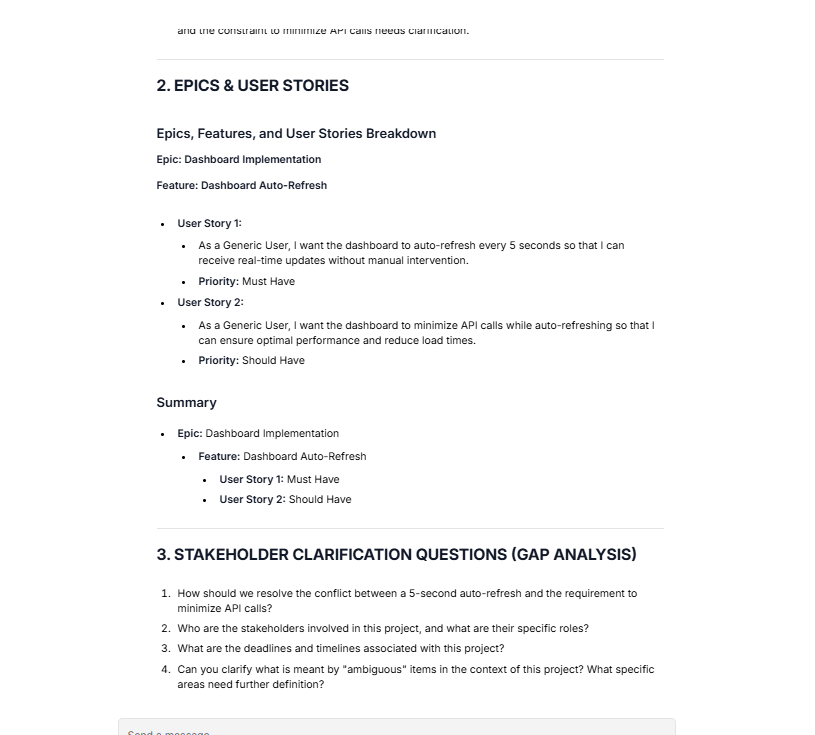 and the constraint to minimize API calls needs clarification.
2. EPICS & USER STORIES
Epics, Features, and User Stories Breakdown
Epic: Dashboard Implementation
Feature: Dashboard Auto-Refresh
• User Story 1:
• As a Generic User, I want the dashboard to auto-refresh every 5 seconds so that I can
receive real-time updates without manual intervention.
• Priority: Must Have
• User Story 2:
• As a Generic User, I want the dashboard to minimize API calls while auto-refreshing so that I
can ensure optimal performance and reduce load times.
• Priority: Should Have
Summary
• Epic: Dashboard Implementation
• Feature: Dashboard Auto-Refresh
• User Story 1: Must Have
• User Story 2: Should Have
3. STAKEHOLDER CLARIFICATION QUESTIONS (GAP ANALYSIS)
1. How should we resolve the conflict between a 5-second auto-refresh and the requirement to
minimize API calls?
2. Who are the stakeholders involved in this project, and what are their specific roles?
3. What are the deadlines and timelines associated with this project?
4. Can you clarify what is meant by "ambiguous" items in the context of this project? What specific
areas need further definition?
Send a message